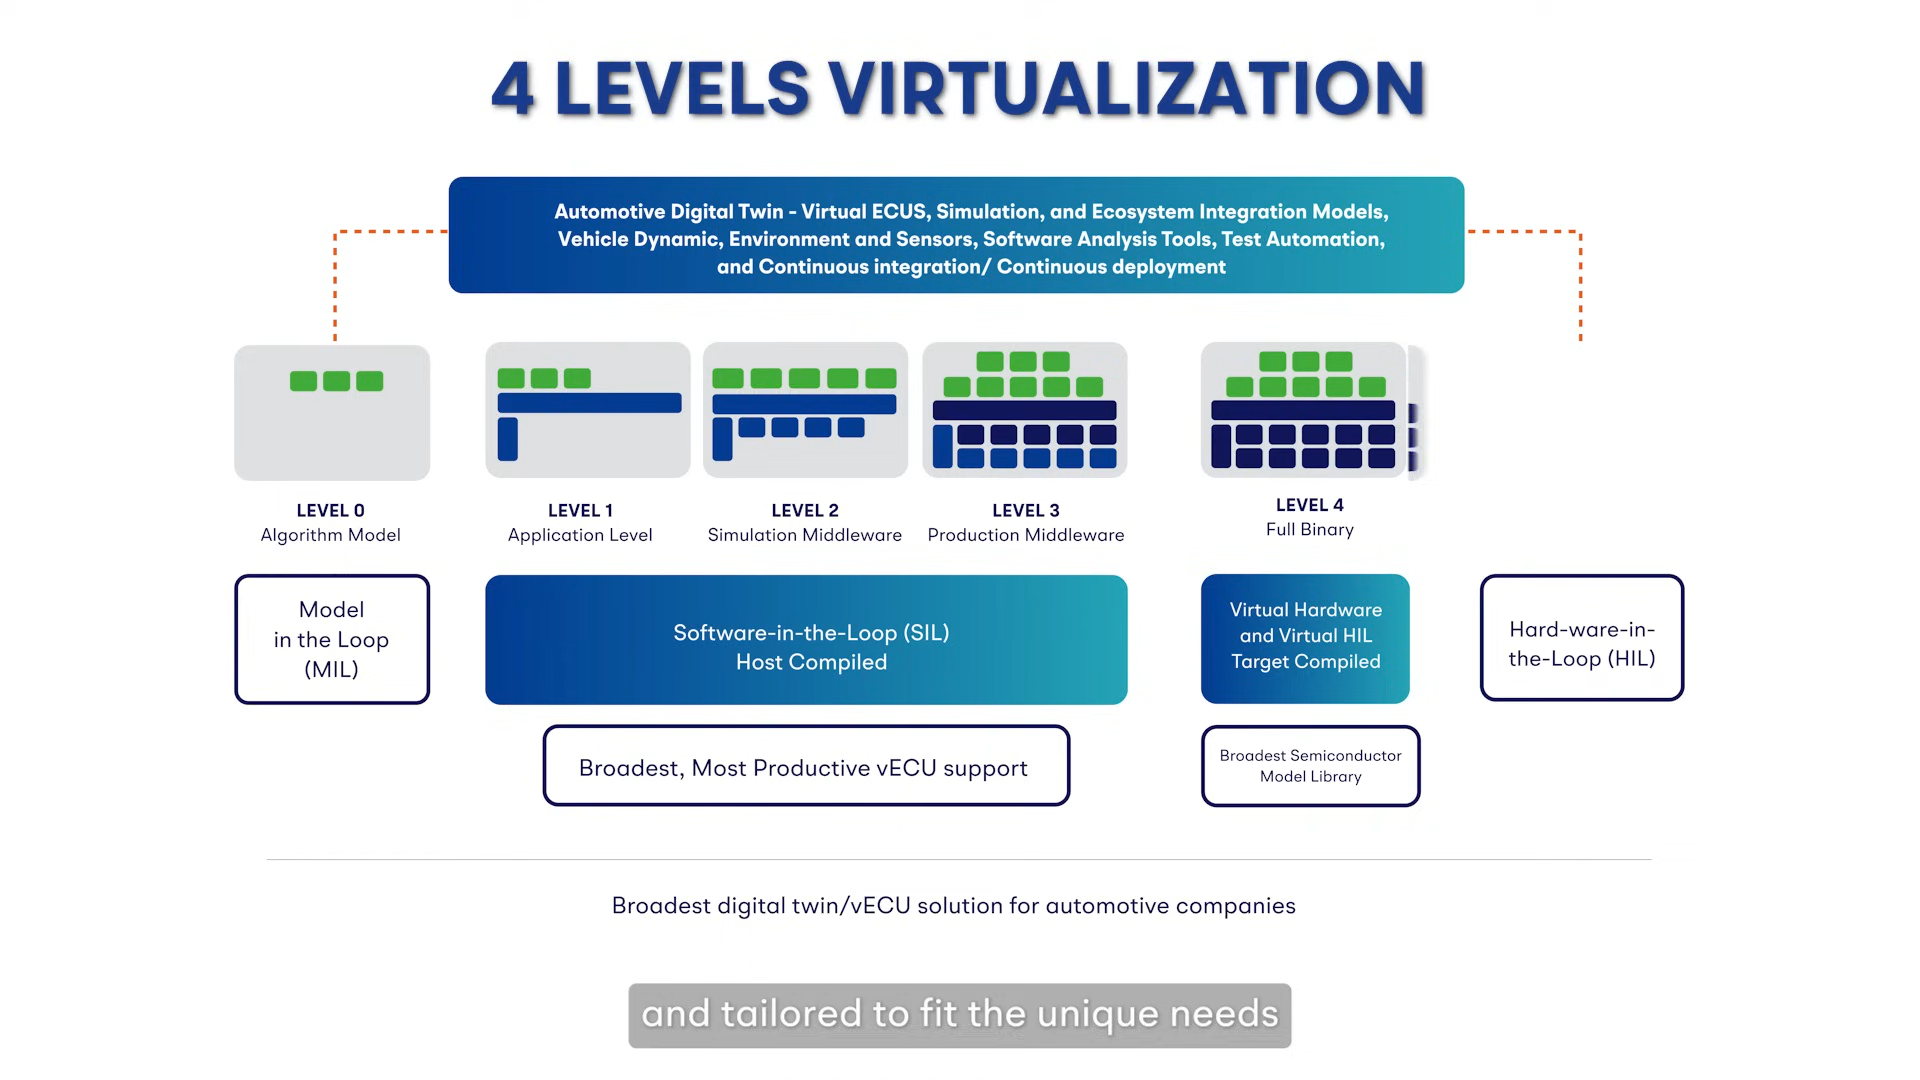 4 LEVELS VIRTUALIZATION
Automotive Digital Twin - Virtual ECUS, Simulation, and Ecosystem Integration Models,
Vehicle Dynamic, Environment and Sensors, Software Analysis Tools, Test Automation,
and Continuous integration/ Continuous deployment
LEVEL 0
Algorithm Model
LEVEL 1
Application Level
LEVEL 2
Simulation Middleware
LEVEL 3
Production Middleware
LEVEL 4
Full Binary
Model
in the Loop
(MIL)
Software-in-the-Loop (SIL)
Host Compiled
Virtual Hardware
and Virtual HIL
Target Compiled
Hard-ware-in-
the-Loop (HIL)
Broadest, Most Productive vECU support
Broadest Semiconductor
Model Library
Broadest digital twin/vECU solution for automotive companies
and tailored to fit the unique needs